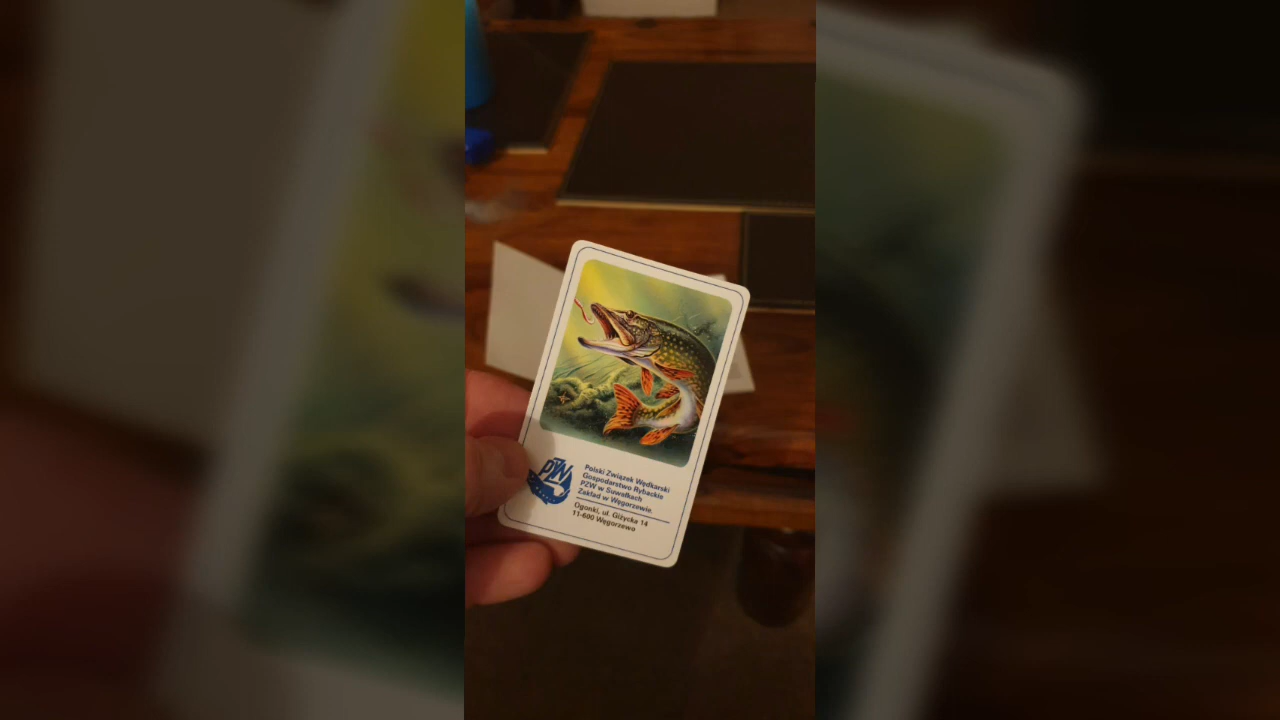 PZW
Polski Związek Wędkarski
Gospodarstwo Rybackie
PZW w Suwałkach
Zakład w Węgorzewie.
Ogonki, ul. Giżycka 14
11-600 Węgorzewo